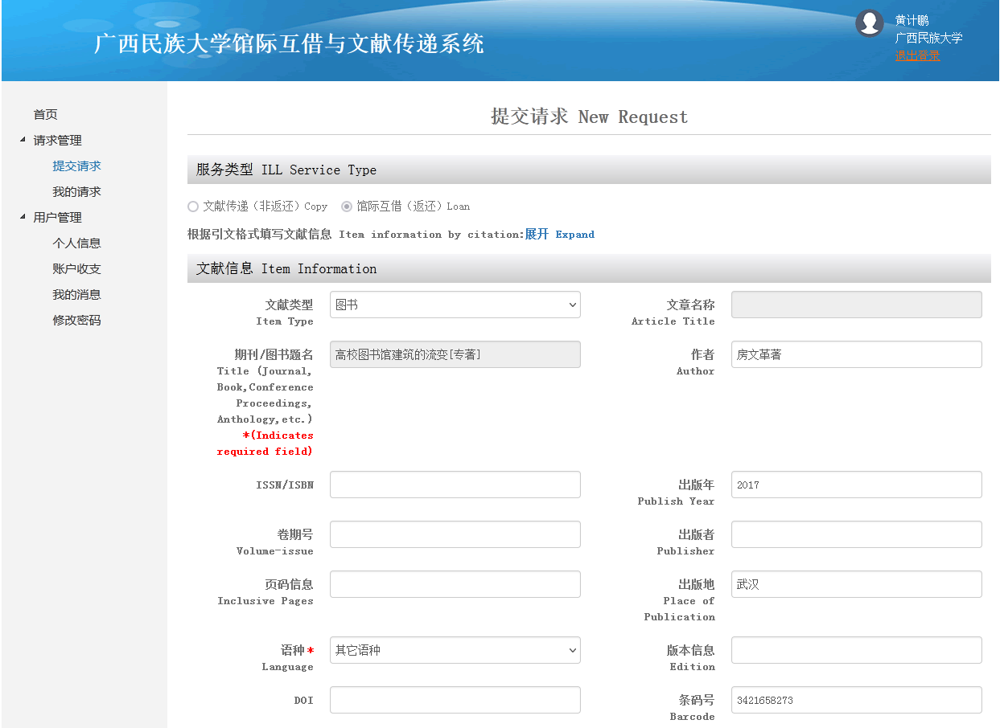 黄计鹏
广西民族大学馆际互借与文献传递系统
广西民族大学
退出登录
首页
请求管理
提交请求
我的请求
用户管理
个人信息
账户收支
我的消息
修改密码
提交请求 New Request
服务类型 ILL Service Type
文献传递（非返还）Copy 馆际互借（返还）Loan
根据引文格式填写文献信息 Item information by citation:展开 Expand
文献信息 Item Information
文献类型
Item Type
图书
文章名称
Article Title
期刊/图书题名
Title (Journal,
Book,Conference
Proceedings,
Anthology,etc.)
*(Indicates
required field)
高校图书馆建筑的流变[专著]
作者
Author
房文革著
ISSN/ISBN
出版年
Publish Year
2017
卷期号
Volume-issue
出版者
Publisher
页码信息
Inclusive Pages
出版地
Place of
Publication
武汉
语种*
Language
其它语种
版本信息
Edition
DOI
条码号
Barcode
3421658273